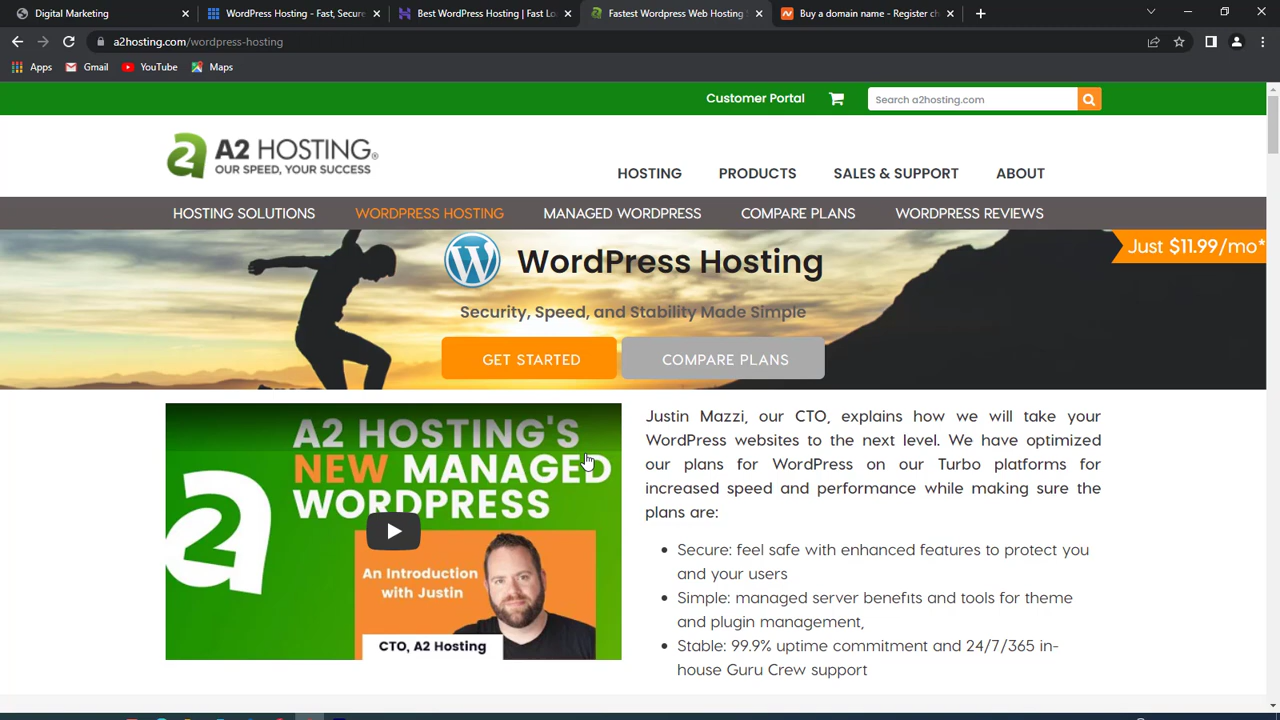 Digital Marketing
WordPress Hosting - Fast, Secure
Best WordPress Hosting | Fast Lo
Fastest Wordpress Web Hosting
Buy a domain name - Register ch
a2hosting.com/wordpress-hosting
Apps
Gmail
YouTube
Maps
Customer Portal
Search a2hosting.com
A2 HOSTING®
OUR SPEED, YOUR SUCCESS
HOSTING
PRODUCTS
SALES & SUPPORT
ABOUT
HOSTING SOLUTIONS
WORDPRESS HOSTING
MANAGED WORDPRESS
COMPARE PLANS
WORDPRESS REVIEWS
Just $11.99/mo*
WordPress Hosting
Security, Speed, and Stability Made Simple
GET STARTED
COMPARE PLANS
A2 HOSTING'S
NEW MANAGED
WORDPRESS
An Introduction
with Justin
CTO, A2 Hosting
Justin Mazzi, our CTO, explains how we will take your
WordPress websites to the next level. We have optimized
our plans for WordPress on our Turbo platforms for
increased speed and performance while making sure the
plans are:
Secure: feel safe with enhanced features to protect you
and your users
Simple: managed server benefits and tools for theme
and plugin management,
Stable: 99.9% uptime commitment and 24/7/365 in-
house Guru Crew support